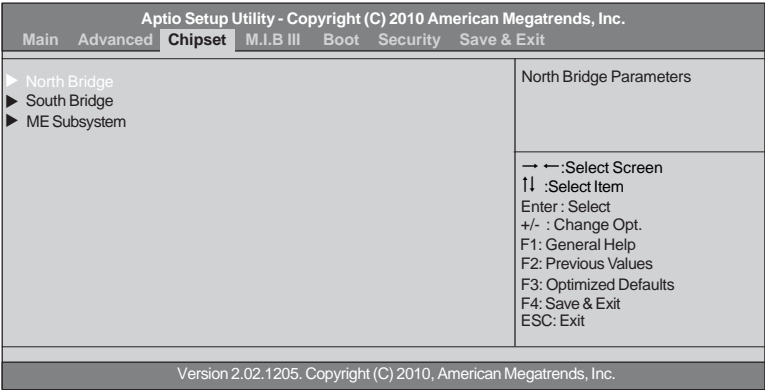 Aptio Setup Utility - Copyright (C) 2010 American Megatrends, Inc.
Main Advanced Chipset M.I.B III Boot Security Save & Exit
▶ North Bridge
▶ South Bridge
▶ ME Subsystem
North Bridge Parameters
→ ←:Select Screen
↑↓ :Select Item
Enter : Select
+/- : Change Opt.
F1: General Help
F2: Previous Values
F3: Optimized Defaults
F4: Save & Exit
ESC: Exit
Version 2.02.1205. Copyright (C) 2010, American Megatrends, Inc.